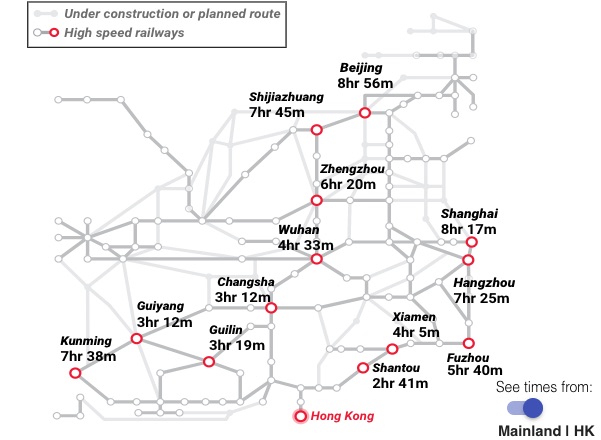 Under construction or planned route
High speed railways
Beijing
8hr 56m
Shijiazhuang
7hr 45m
Zhengzhou
6hr 20m
Shanghai
8hr 17m
Wuhan
4hr 33m
Hangzhou
7hr 25m
Changsha
3hr 12m
Guiyang
3hr 12m
Xiamen
4hr 5m
Guilin
3hr 19m
Kunming
7hr 38m
Fuzhou
5hr 40m
Shantou
2hr 41m
See times from:
Hong Kong
Mainland | HK